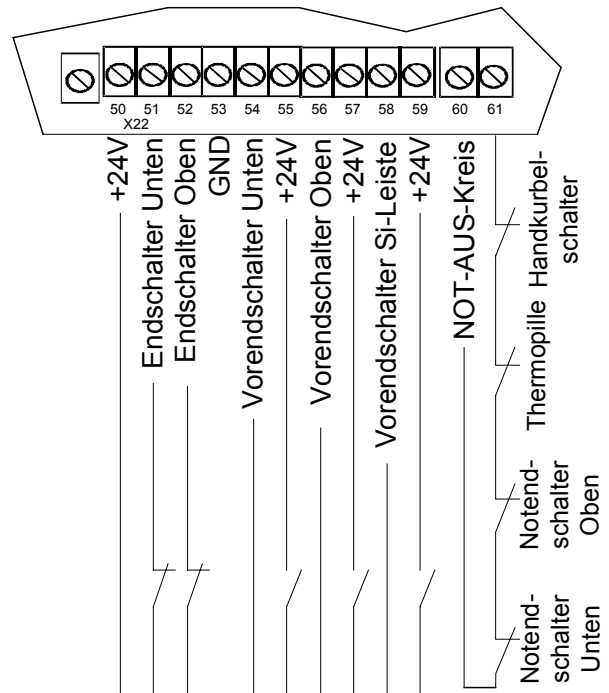 50 51 52 53 54 55 56 57 58 59 60 61
X22
+24V
Endschalter Unten
Endschalter Oben
GND
Vorendschalter Unten
+24V
Vorendschalter Oben
+24V
Vorendschalter Si-Leiste
+24V
NOT-AUS-Kreis
Handkurbel-
schalter
Thermopille
Notend-
schalter
Oben
Notend-
schalter
Unten